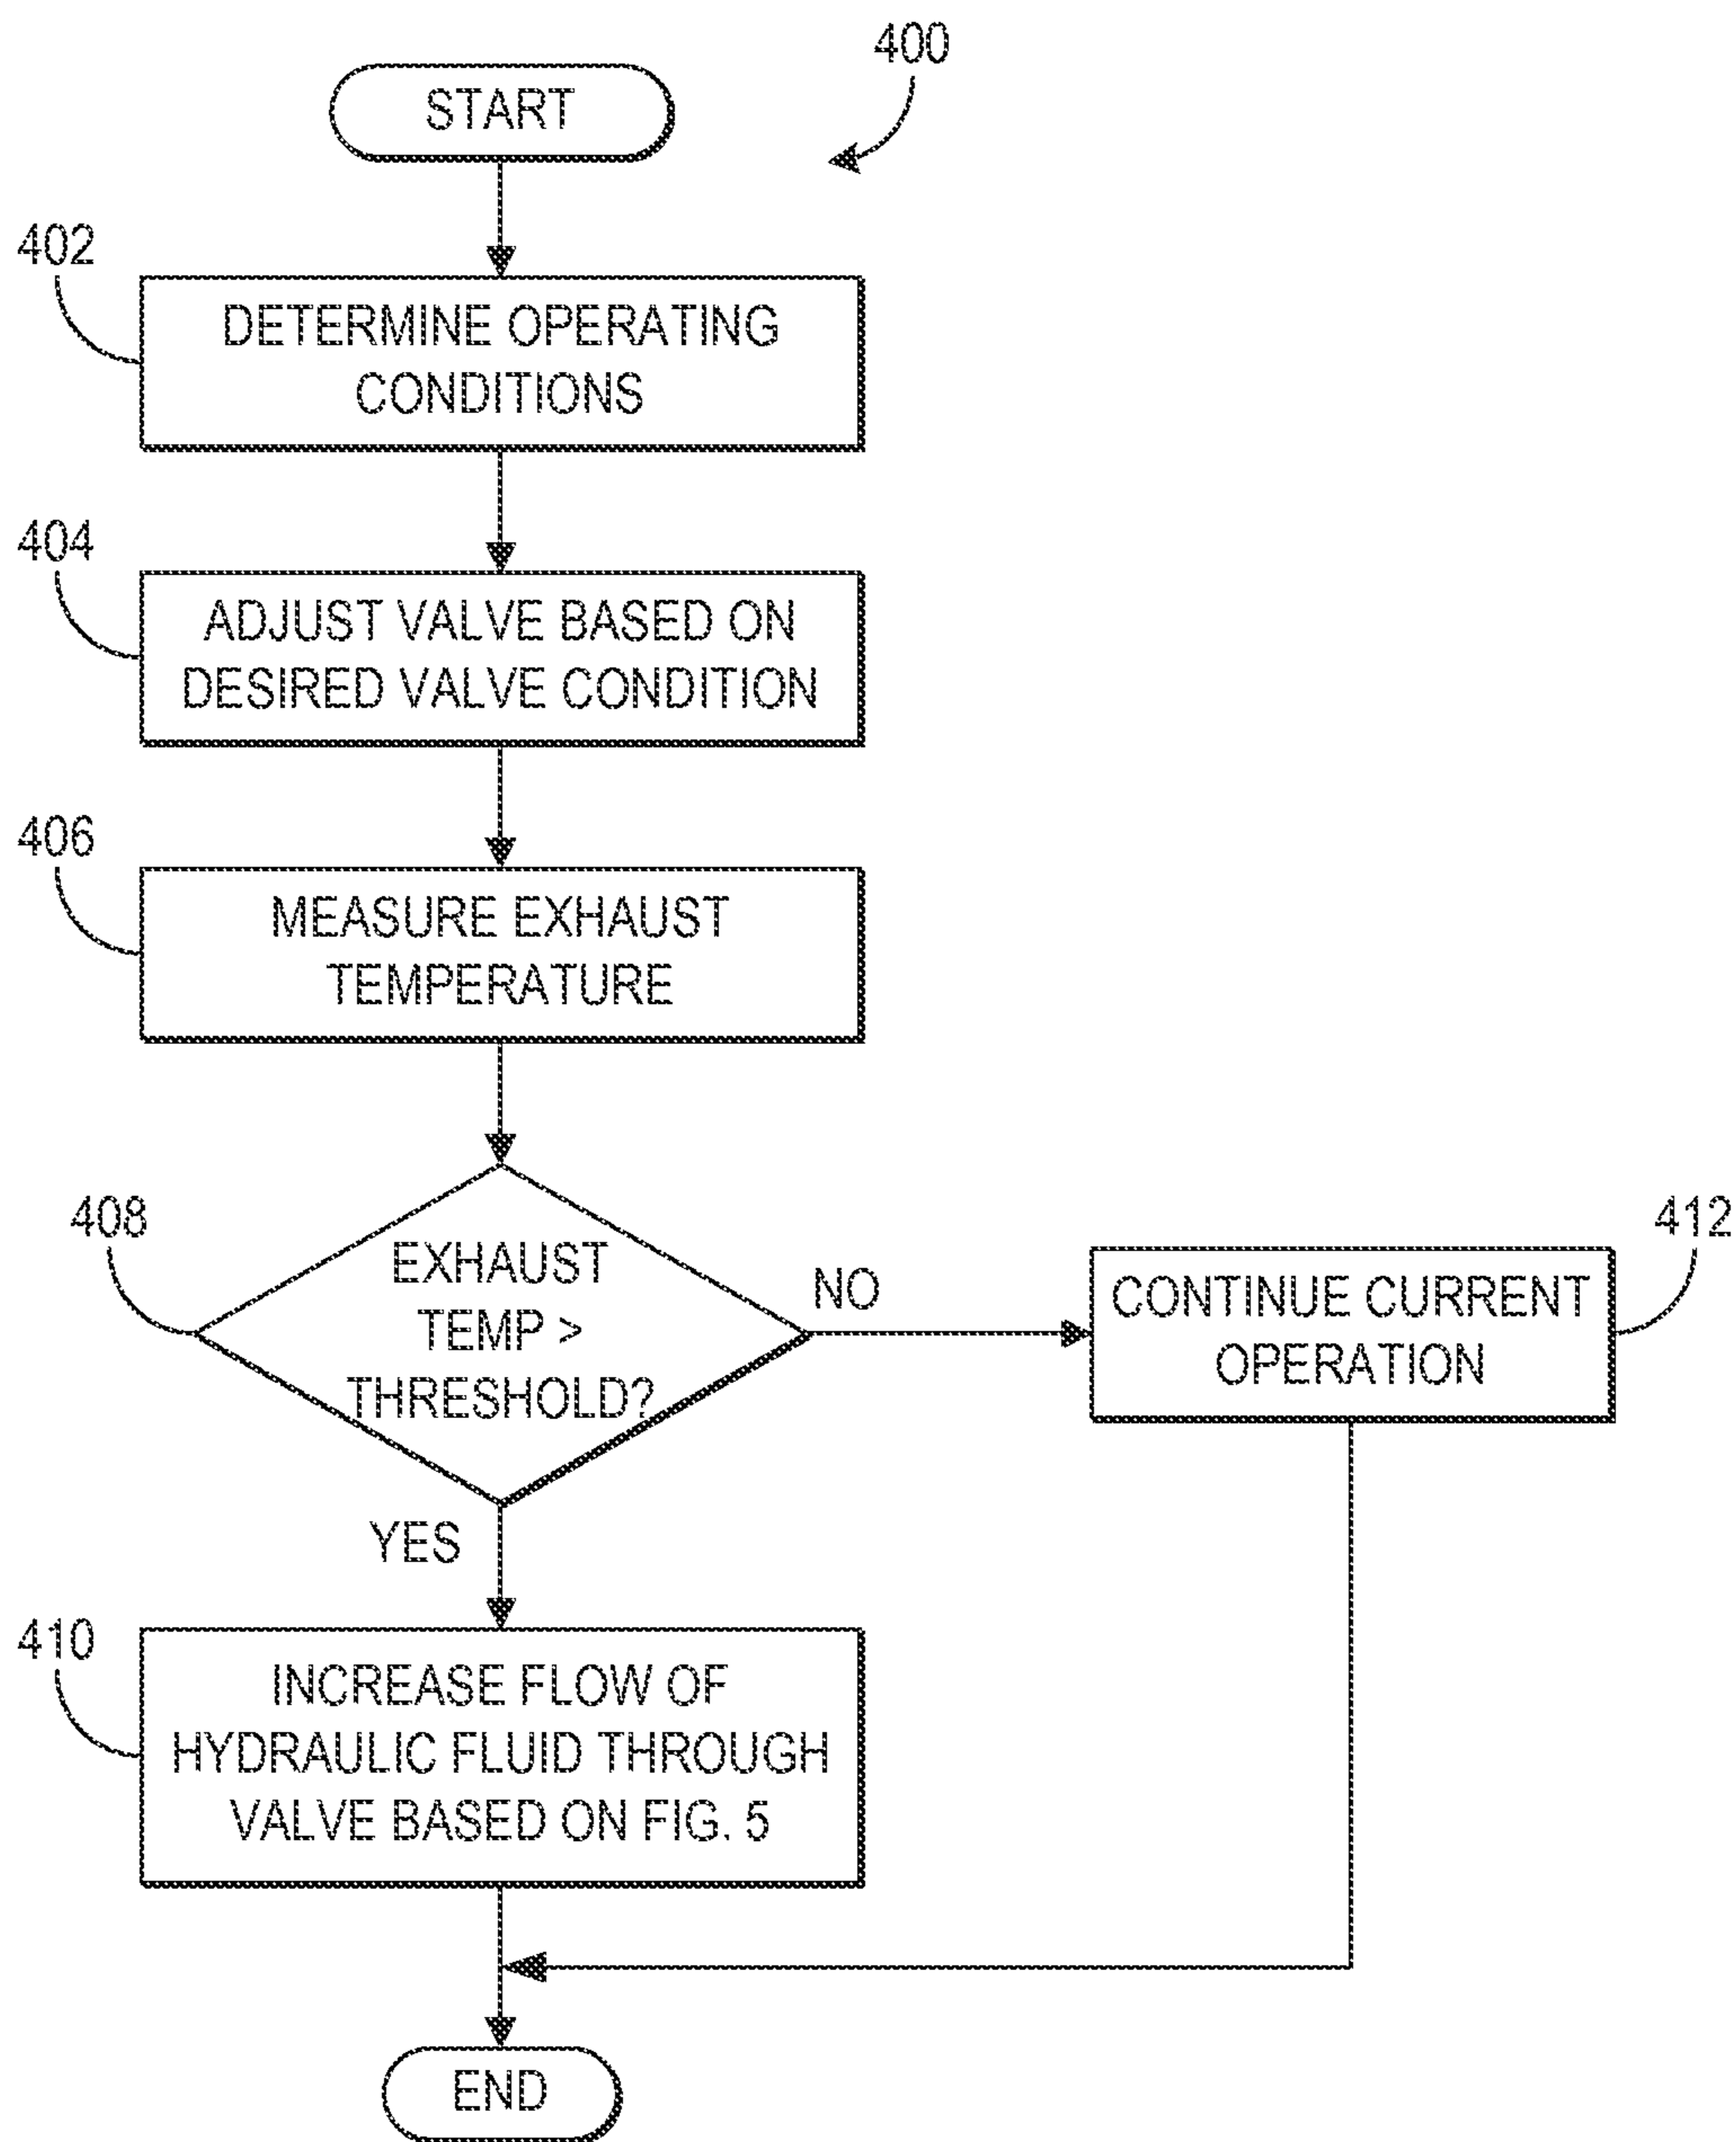 400
START
402
DETERMINE OPERATING
CONDITIONS
404
ADJUST VALVE BASED ON
DESIRED VALVE CONDITION
406
MEASURE EXHAUST
TEMPERATURE
408
EXHAUST
TEMP >
THRESHOLD?
NO
412
CONTINUE CURRENT
OPERATION
YES
410
INCREASE FLOW OF
HYDRAULIC FLUID THROUGH
VALVE BASED ON FIG. 5
END